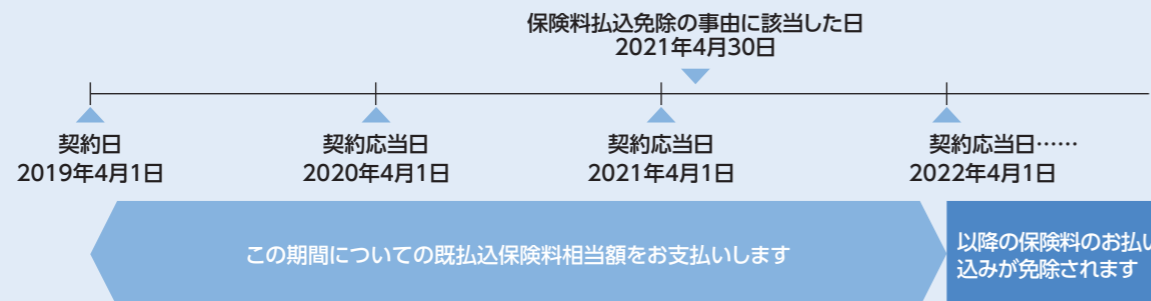 保険料払込免除の事由に該当した日
2021年4月30日
契約日
2019年4月1日
契約応当日
2020年4月1日
契約応当日
2021年4月1日
契約応当日……
2022年4月1日
この期間についての既払込保険料相当額をお支払いします
以降の保険料のお払い
込みが免除されます